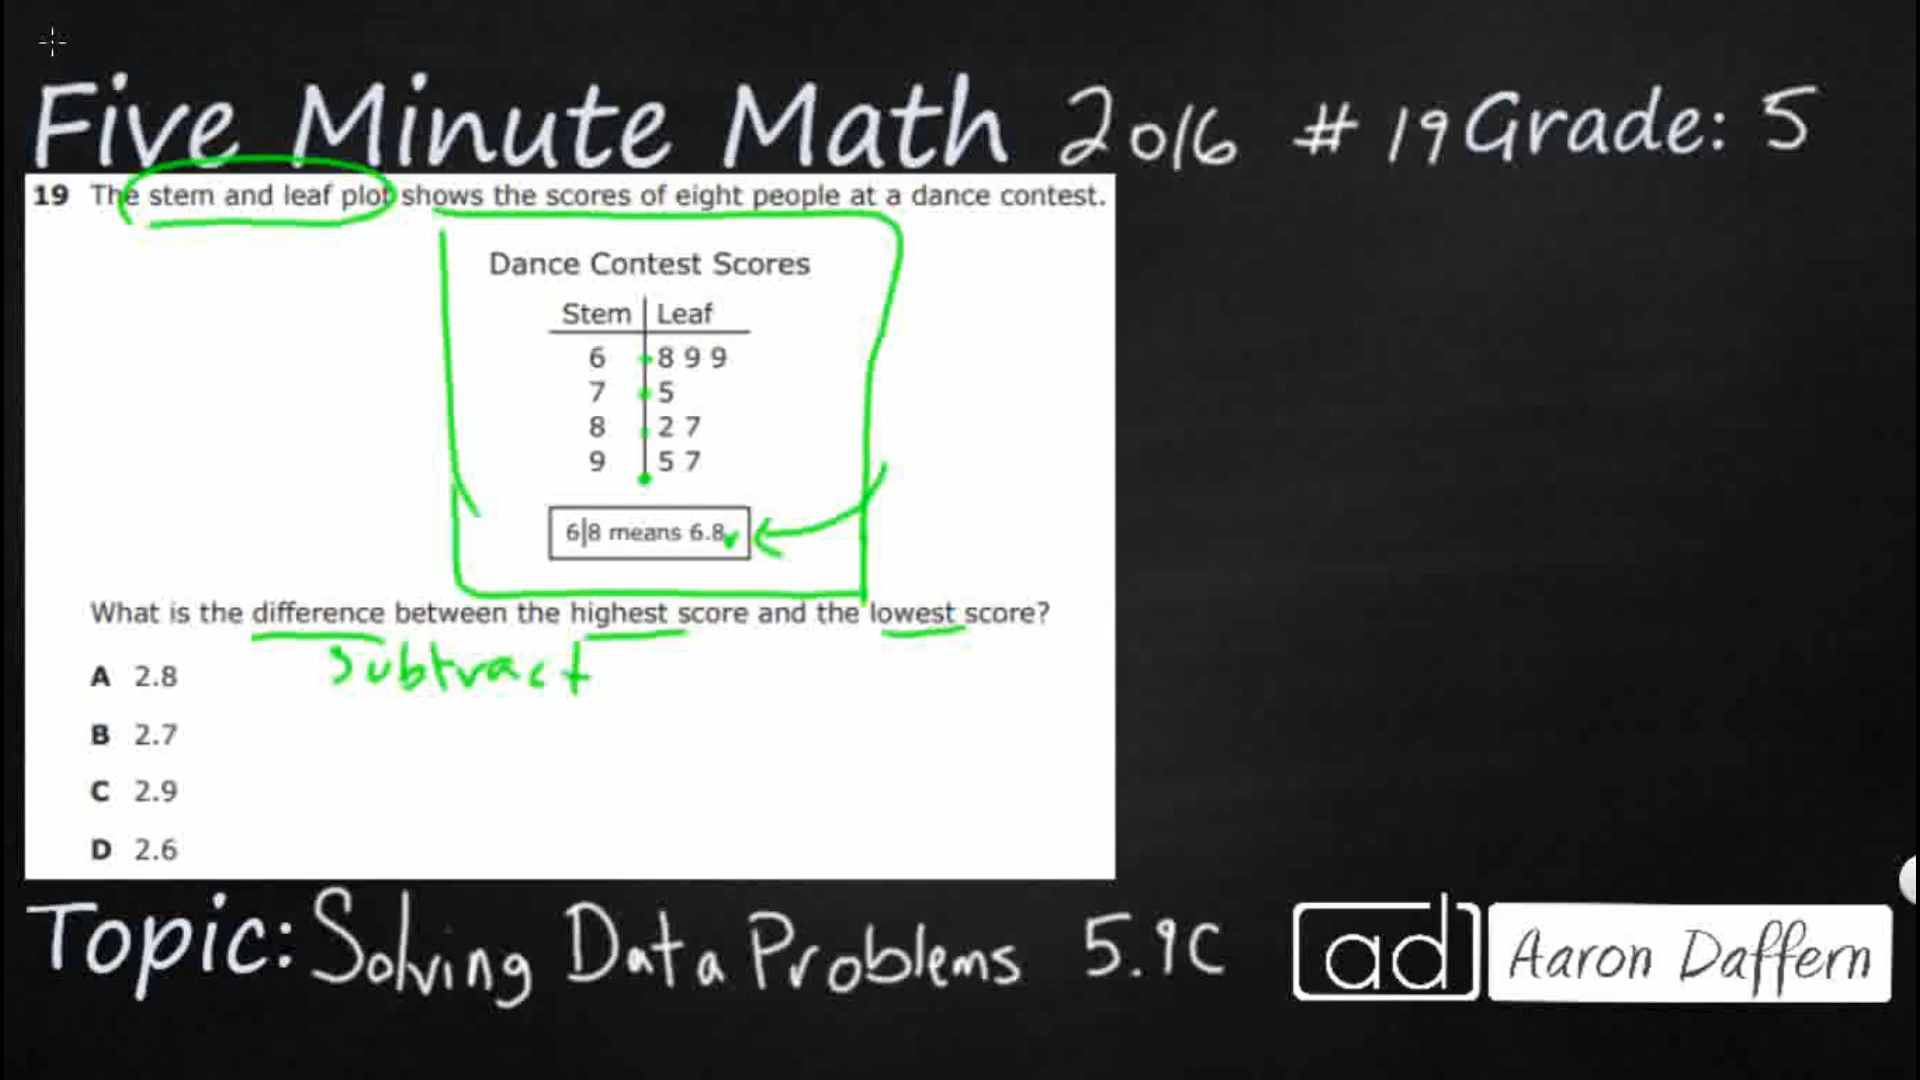 Five Minute Math 2016 # 19 Grade: 5
19 The stem and leaf plot shows the scores of eight people at a dance contest.
Dance Contest Scores
Stem Leaf
6 8 9 9
7 5
8 2 7
9 5 7
6|8 means 6.8
What is the difference between the highest score and the lowest score?
Subtract
A 2.8
B 2.7
C 2.9
D 2.6
Topic: Solving Data Problems 5.9C
ad Aaron Daffern